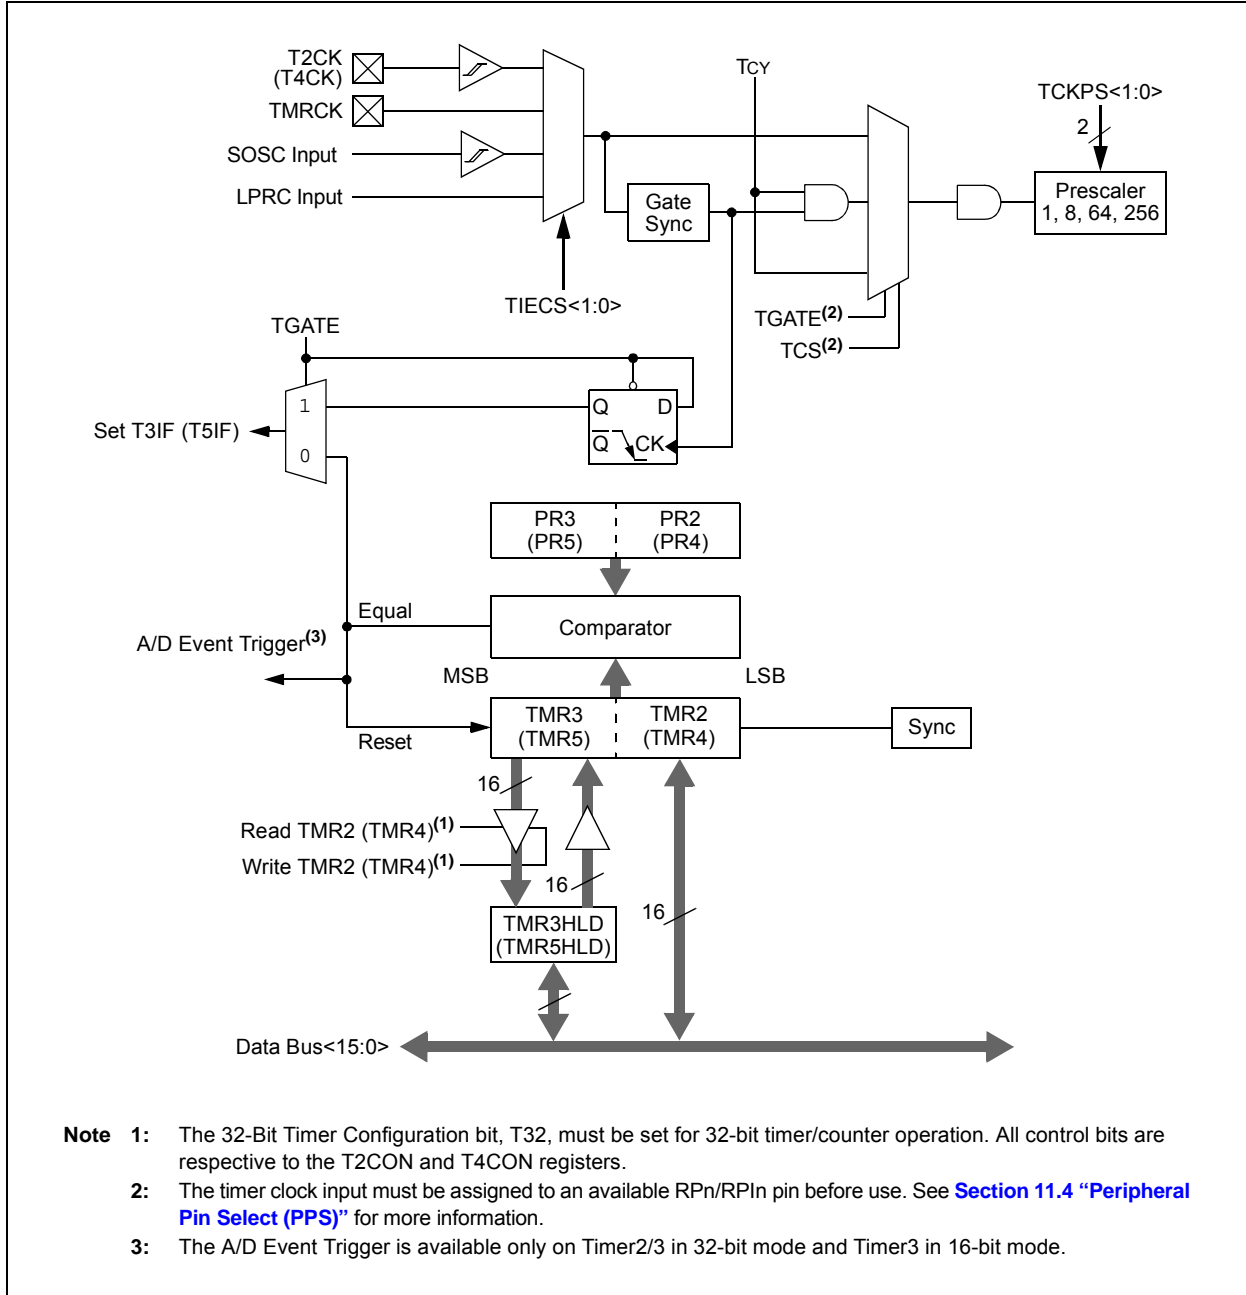 T2CK
(T4CK)
TMRCK
SOSC Input
LPRC Input
TIECS<1:0>
Gate
Sync
TCY
TGATE(2)
TCS(2)
TCKPS<1:0>
2
Prescaler
1, 8, 64, 256
TGATE
1
0
Set T3IF (T5IF)
Q D
Q CK
PR3
(PR5)
PR2
(PR4)
Equal
Comparator
A/D Event Trigger(3)
MSB
LSB
TMR3
(TMR5)
TMR2
(TMR4)
Sync
Reset
16
Read TMR2 (TMR4)(1)
Write TMR2 (TMR4)(1)
16
16
TMR3HLD
(TMR5HLD)
Data Bus<15:0>
Note 1: The 32-Bit Timer Configuration bit, T32, must be set for 32-bit timer/counter operation. All control bits are
respective to the T2CON and T4CON registers.
2: The timer clock input must be assigned to an available RPn/RPIn pin before use. See Section 11.4 “Peripheral
Pin Select (PPS)” for more information.
3: The A/D Event Trigger is available only on Timer2/3 in 32-bit mode and Timer3 in 16-bit mode.